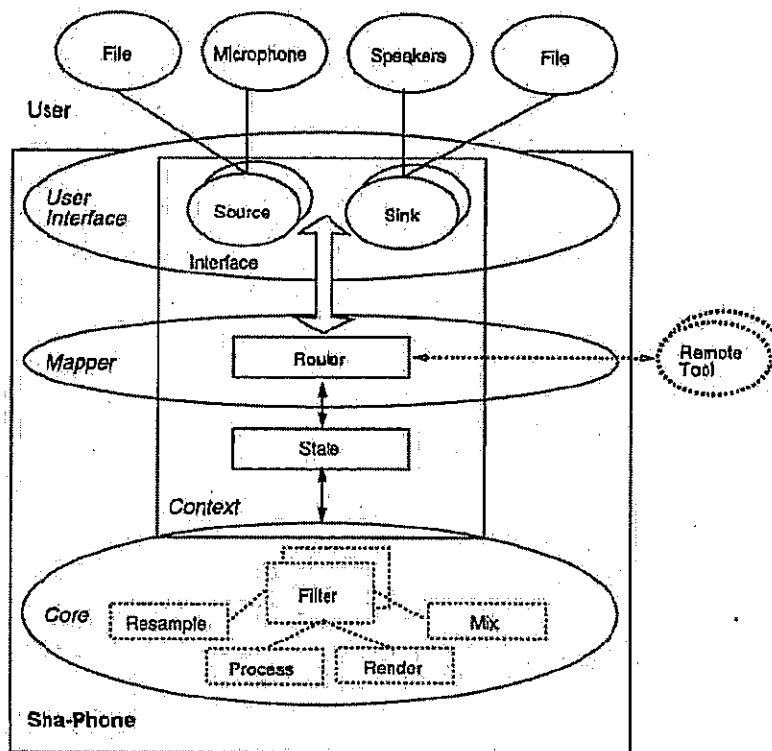 File
Microphone
Speakers
File
User
User
Interface
Source
Sink
Interface
Mapper
Router
Remote
Tool
State
Context
Core
Filter
Resample
Mix
Process
Render
Sha-Phone